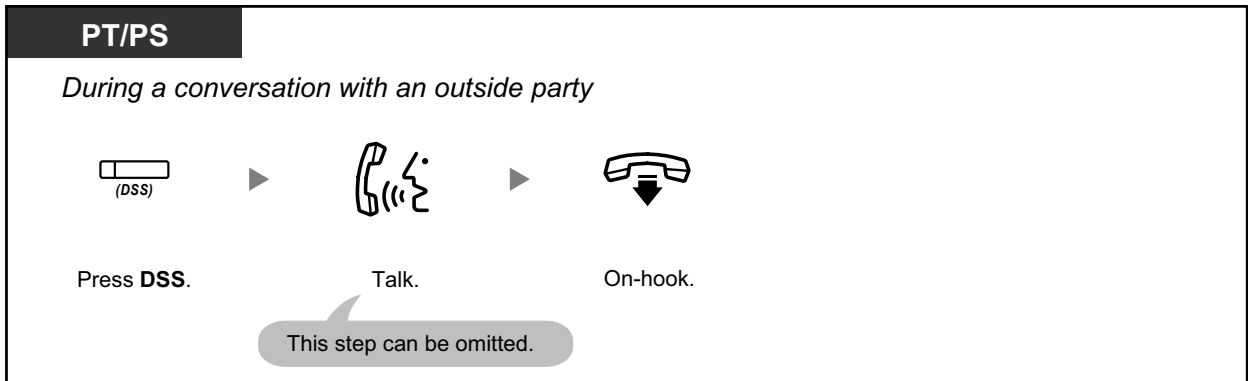 PT/PS
During a conversation with an outside party
(DSS)
Press DSS.
Talk.
On-hook.
This step can be omitted.